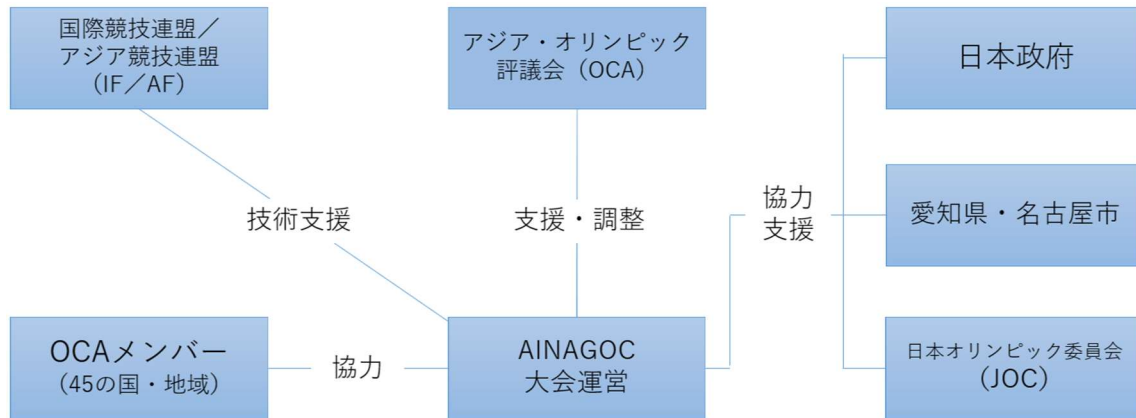 国際競技連盟／
アジア競技連盟
（IF／AF）
アジア・オリンピック
評議会（OCA）
日本政府
技術支援
支援・調整
協力
支援
愛知県・名古屋市
OCAメンバー
（45の国・地域）
協力
AINAGOC
大会運営
日本オリンピック委員会
（JOC）